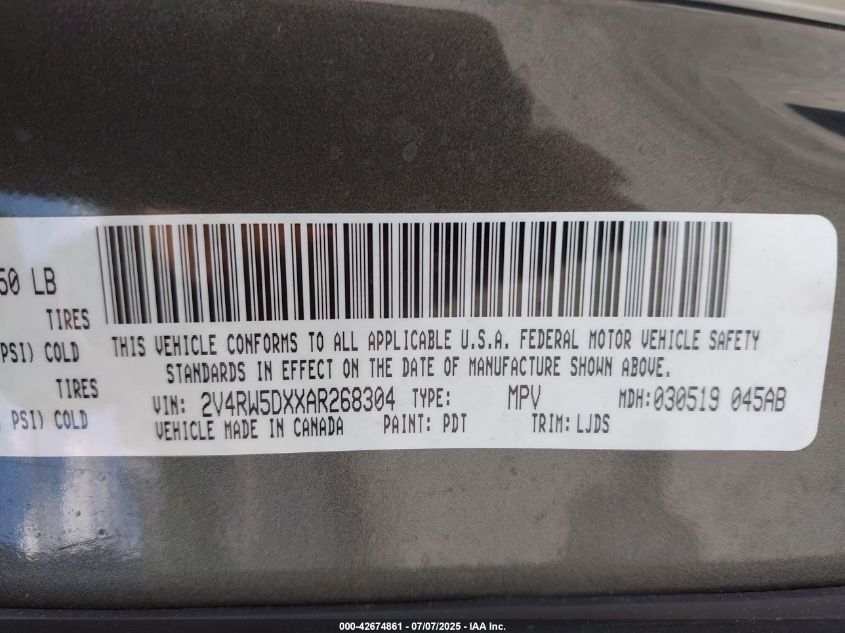 50 LB
TIRES
PSI) COLD
TIRES
PSI) COLD
THIS VEHICLE CONFORMS TO ALL APPLICABLE U.S.A. FEDERAL MOTOR VEHICLE SAFETY
STANDARDS IN EFFECT ON THE DATE OF MANUFACTURE SHOWN ABOVE.
VIN: 2V4RW5DXXAR268304 TYPE: MPV MDH:030519 045AB
VEHICLE MADE IN CANADA PAINT: PDT TRIM: LJDS
000-42674861 / 07/07/2025 - IAA Inc.